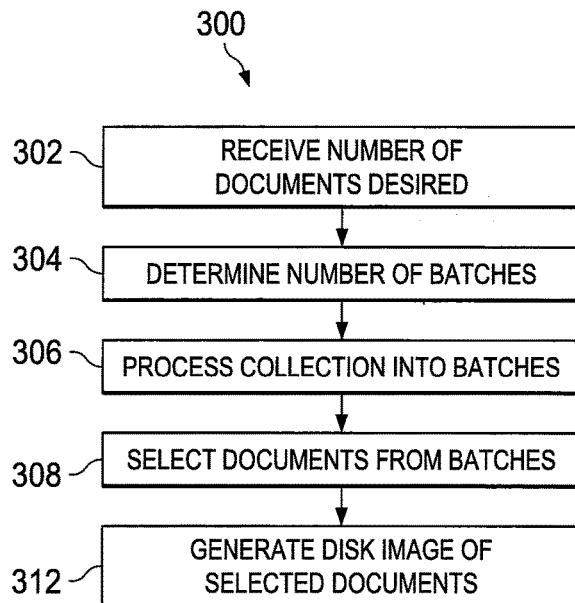 300
302
RECEIVE NUMBER OF
DOCUMENTS DESIRED
304
DETERMINE NUMBER OF BATCHES
306
PROCESS COLLECTION INTO BATCHES
308
SELECT DOCUMENTS FROM BATCHES
312
GENERATE DISK IMAGE OF
SELECTED DOCUMENTS